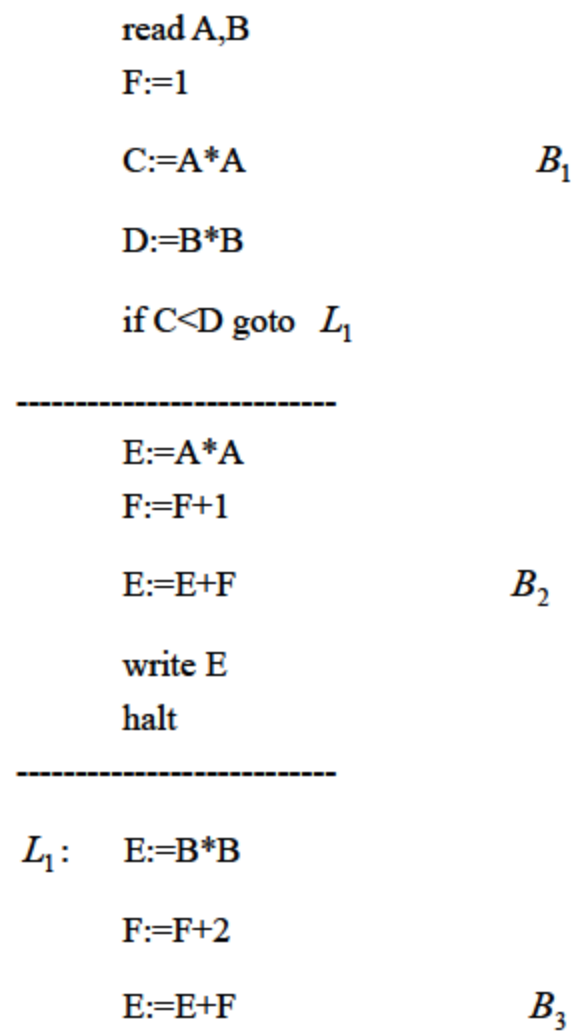 read A,B
F:=1
C:=A*A B₁
D:=B*B
if C<D goto L₁
---------------------------
E:=A*A
F:=F+1
E:=E+F B₂
write E
halt
---------------------------
L₁: E:=B*B
F:=F+2
E:=E+F B₃